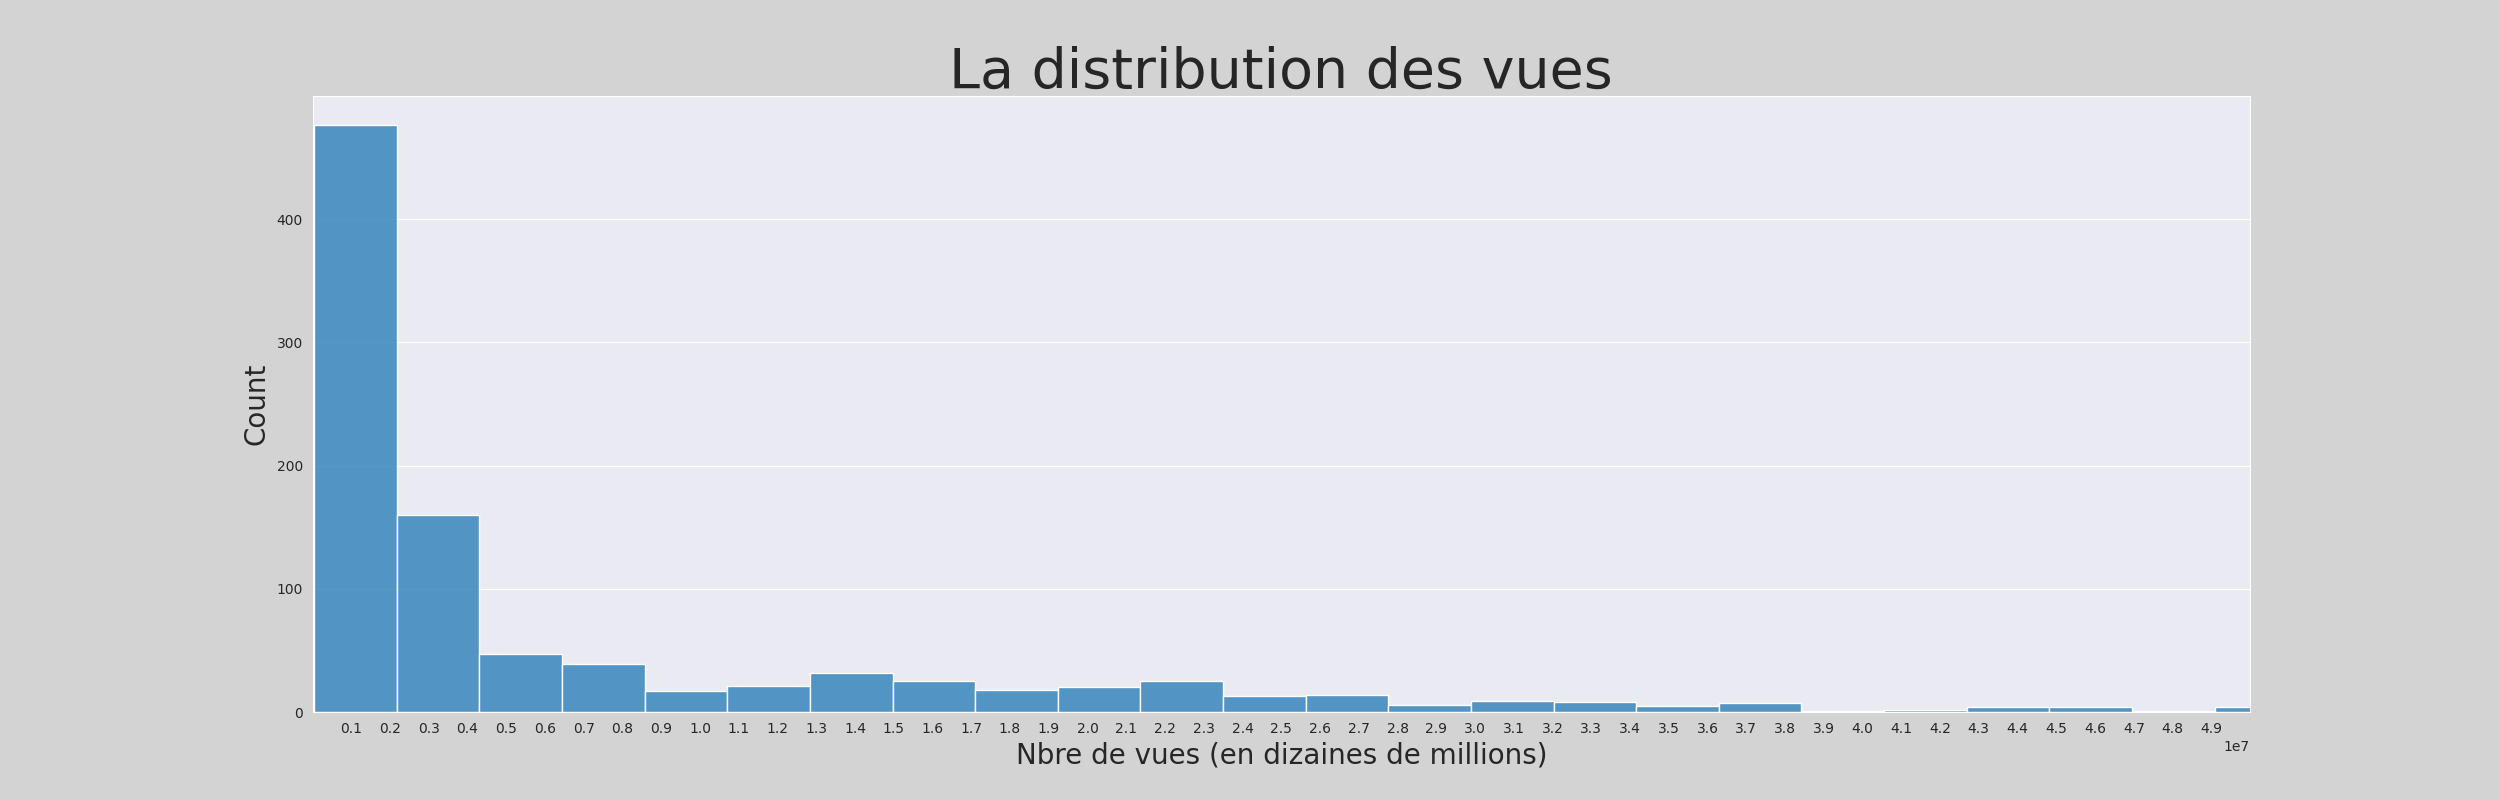 La distribution des vues
Count
400
300
200
100
0
0.1 0.2 0.3 0.4 0.5 0.6 0.7 0.8 0.9 1.0 1.1 1.2 1.3 1.4 1.5 1.6 1.7 1.8 1.9 2.0 2.1 2.2 2.3 2.4 2.5 2.6 2.7 2.8 2.9 3.0 3.1 3.2 3.3 3.4 3.5 3.6 3.7 3.8 3.9 4.0 4.1 4.2 4.3 4.4 4.5 4.6 4.7 4.8 4.9
1e7
Nbre de vues (en dizaines de millions)